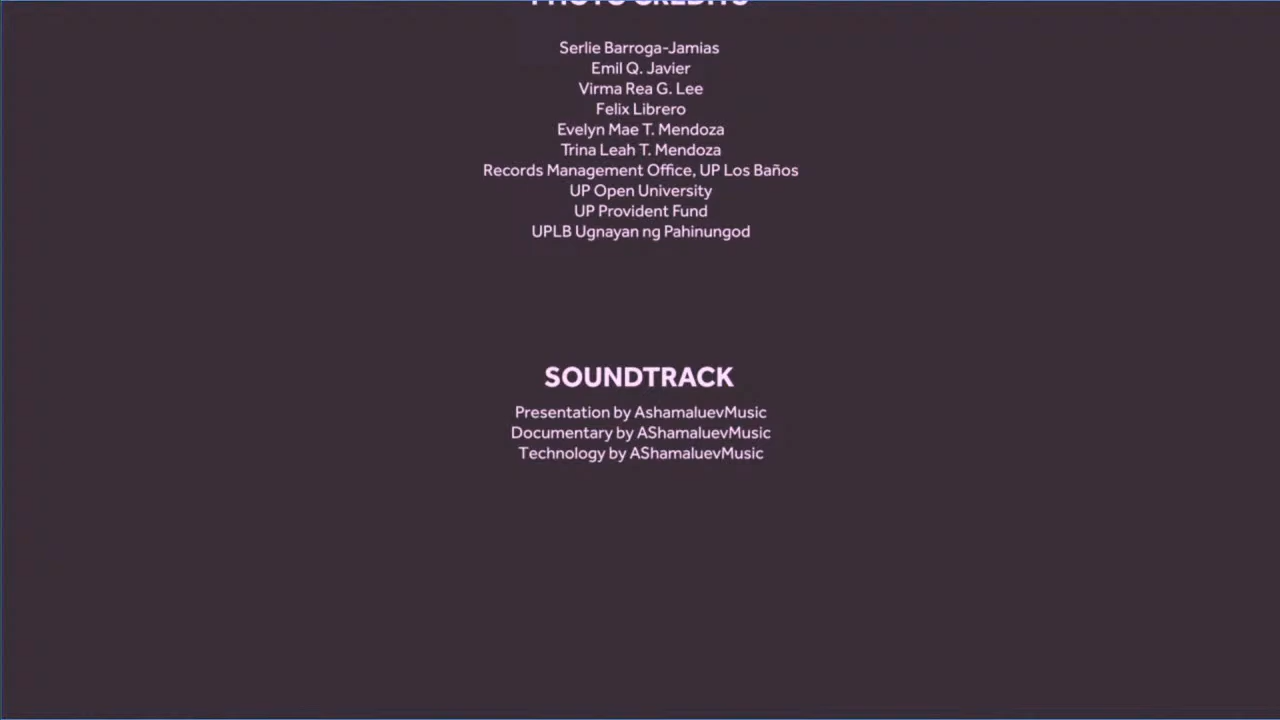 PHOTO CREDITS
Serlie Barroga-Jamias
Emil Q. Javier
Virma Rea G. Lee
Felix Librero
Evelyn Mae T. Mendoza
Trina Leah T. Mendoza
Records Management Office, UP Los Baños
UP Open University
UP Provident Fund
UPLB Ugnayan ng Pahinungod
SOUNDTRACK
Presentation by AshamaluevMusic
Documentary by AShamaluevMusic
Technology by AShamaluevMusic